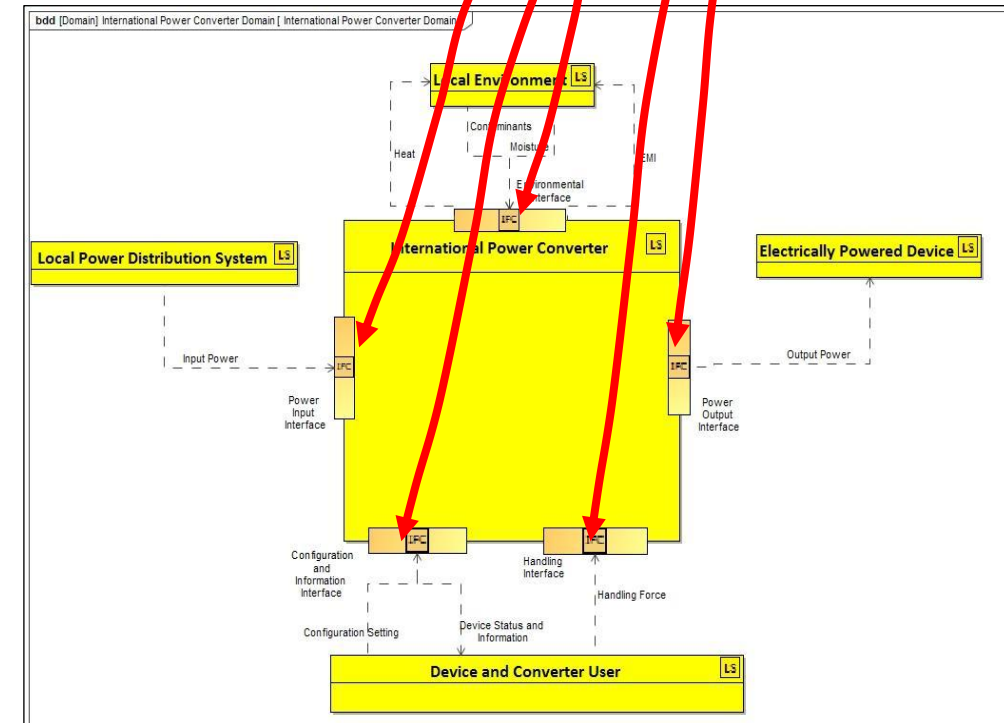 bdd [Domain] International Power Converter Domain [ International Power Converter Domain
Local Environment LS
Contaminants
Moisture
Heat
EMI
Environmental
Interface
IFC
International Power Converter LS
Local Power Distribution System LS
Electrically Powered Device LS
Input Power
IFC
Power
Input
Interface
IFC
Output Power
Power
Output
Interface
IFC
IFC
Configuration
and
Information
Interface
Handling
Interface
Handling Force
Configuration Setting
Device Status and
Information
Device and Converter User LS